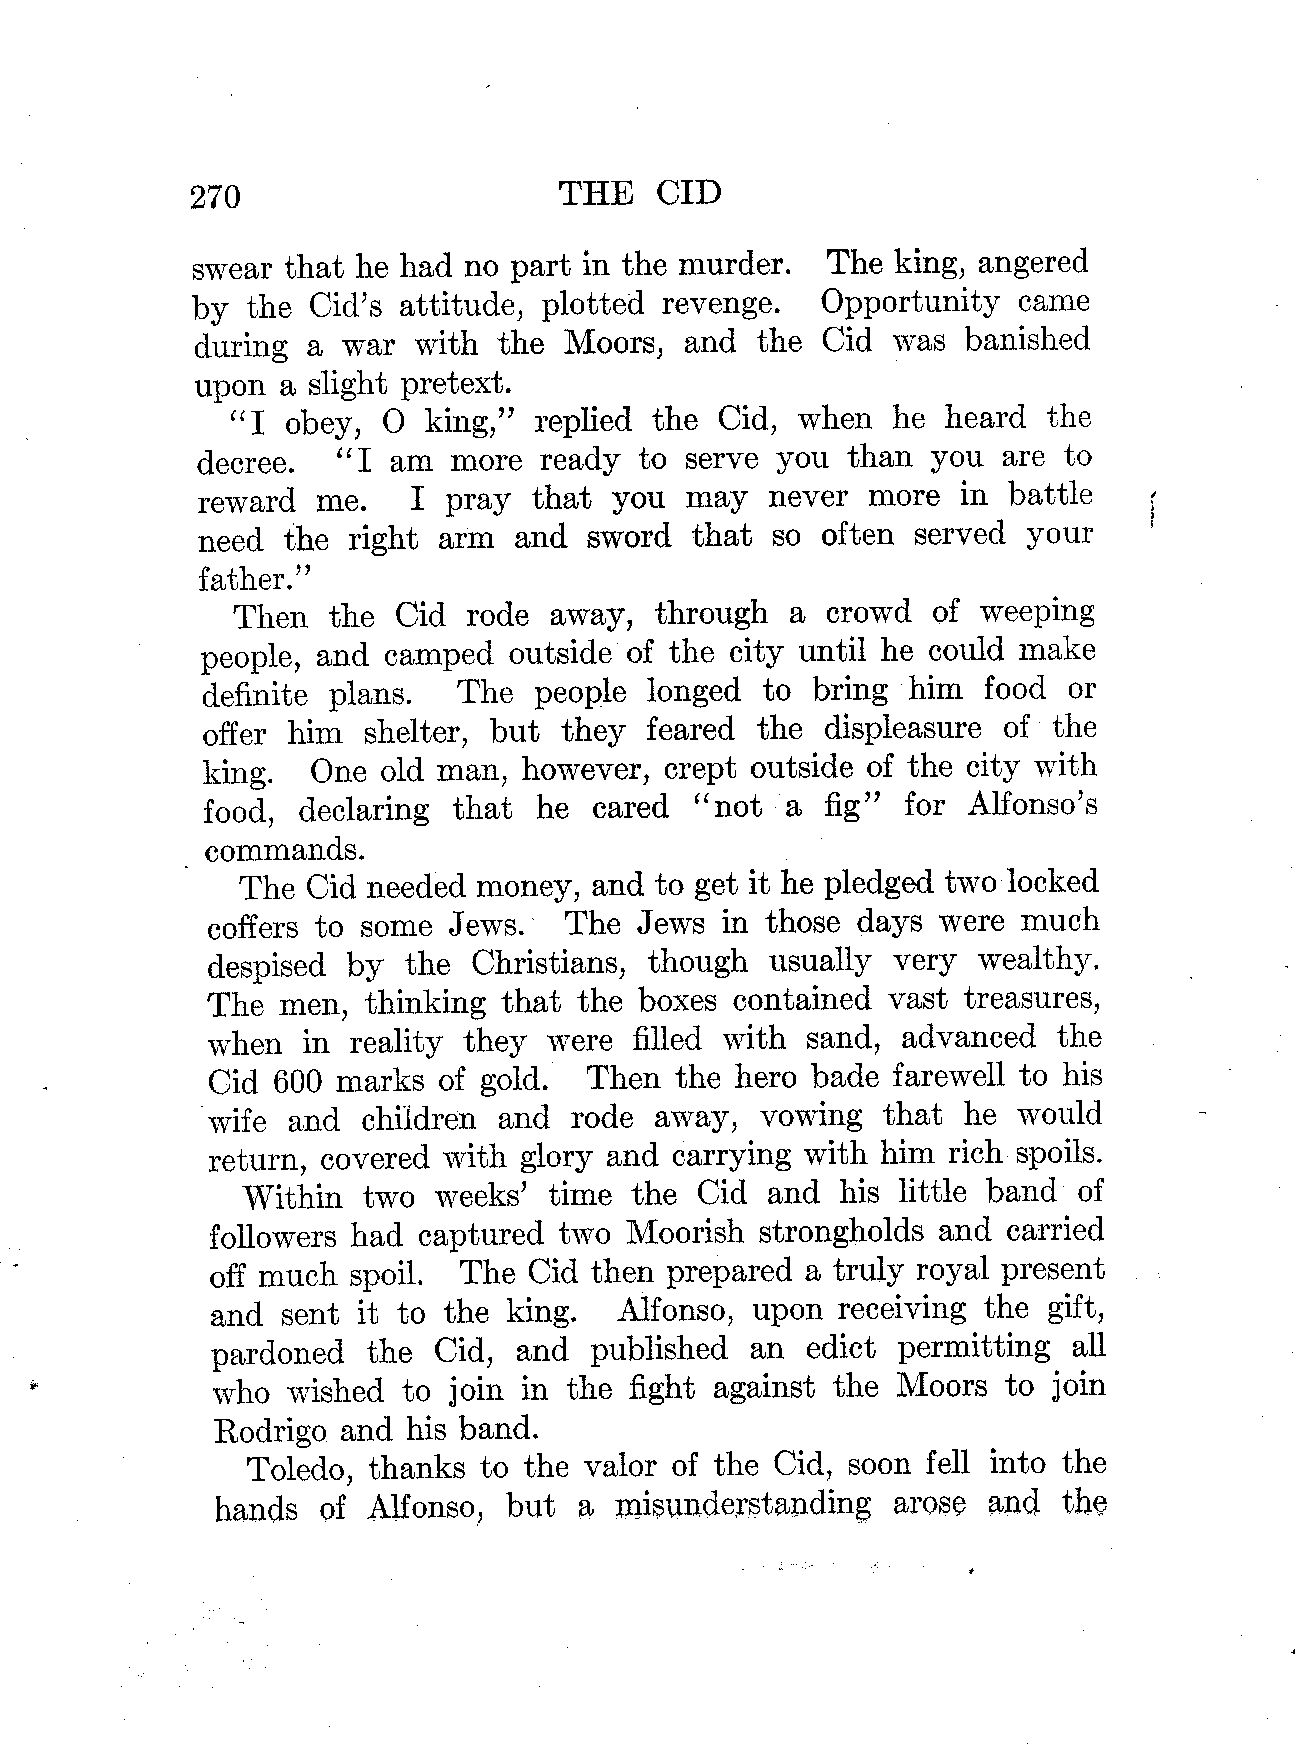 270 THE CID
swear that he had no part in the murder. The king, angered
by the Cid's attitude, plotted revenge. Opportunity came
during a war with the Moors, and the Cid was banished
upon a slight pretext.
"I obey, O king," replied the Cid, when he heard the
decree. "I am more ready to serve you than you are to
reward me. I pray that you may never more in battle
need the right arm and sword that so often served your
father."
Then the Cid rode away, through a crowd of weeping
people, and camped outside of the city until he could make
definite plans. The people longed to bring him food or
offer him shelter, but they feared the displeasure of the
king. One old man, however, crept outside of the city with
food, declaring that he cared "not a fig" for Alfonso's
commands.
The Cid needed money, and to get it he pledged two locked
coffers to some Jews. The Jews in those days were much
despised by the Christians, though usually very wealthy.
The men, thinking that the boxes contained vast treasures,
when in reality they were filled with sand, advanced the
Cid 600 marks of gold. Then the hero bade farewell to his
wife and children and rode away, vowing that he would
return, covered with glory and carrying with him rich spoils.
Within two weeks' time the Cid and his little band of
followers had captured two Moorish strongholds and carried
off much spoil. The Cid then prepared a truly royal present
and sent it to the king. Alfonso, upon receiving the gift,
pardoned the Cid, and published an edict permitting all
who wished to join in the fight against the Moors to join
Rodrigo and his band.
Toledo, thanks to the valor of the Cid, soon fell into the
hands of Alfonso, but a misunderstanding arose and the